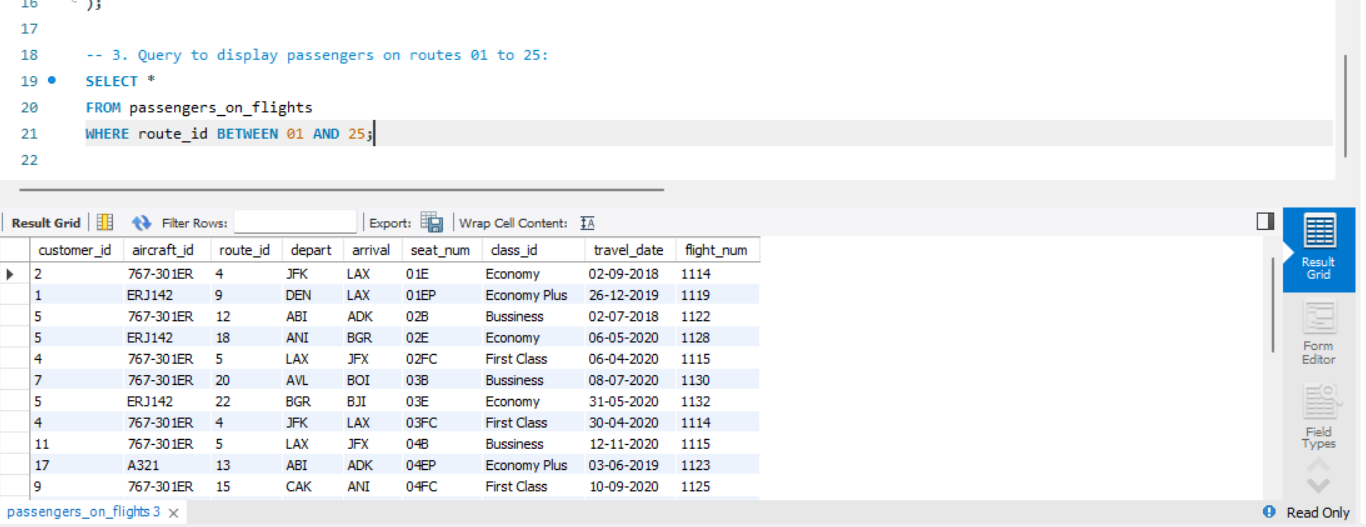 16 );
17
18 -- 3. Query to display passengers on routes 01 to 25:
19 SELECT *
20 FROM passengers_on_flights
21 WHERE route_id BETWEEN 01 AND 25;
22
Result Grid Filter Rows: Export: Wrap Cell Content: IA
customer_id aircraft_id route_id depart arrival seat_num class_id travel_date flight_num
2 767-301ER 4 JFK LAX 01E Economy 02-09-2018 1114
1 ERJ142 9 DEN LAX 01EP Economy Plus 26-12-2019 1119
5 767-301ER 12 ABI ADK 02B Bussiness 02-07-2018 1122
5 ERJ142 18 ANI BGR 02E Economy 06-05-2020 1128
4 767-301ER 5 LAX JFX 02FC First Class 06-04-2020 1115
7 767-301ER 20 AVL BOI 03B Bussiness 08-07-2020 1130
5 ERJ142 22 BGR BJI 03E Economy 31-05-2020 1132
4 767-301ER 4 JFK LAX 03FC First Class 30-04-2020 1114
11 767-301ER 5 LAX JFX 04B Bussiness 12-11-2020 1115
17 A321 13 ABI ADK 04EP Economy Plus 03-06-2019 1123
9 767-301ER 15 CAK ANI 04FC First Class 10-09-2020 1125
Result
Grid
Form
Editor
Field
Types
passengers_on_flights 3
Read Only